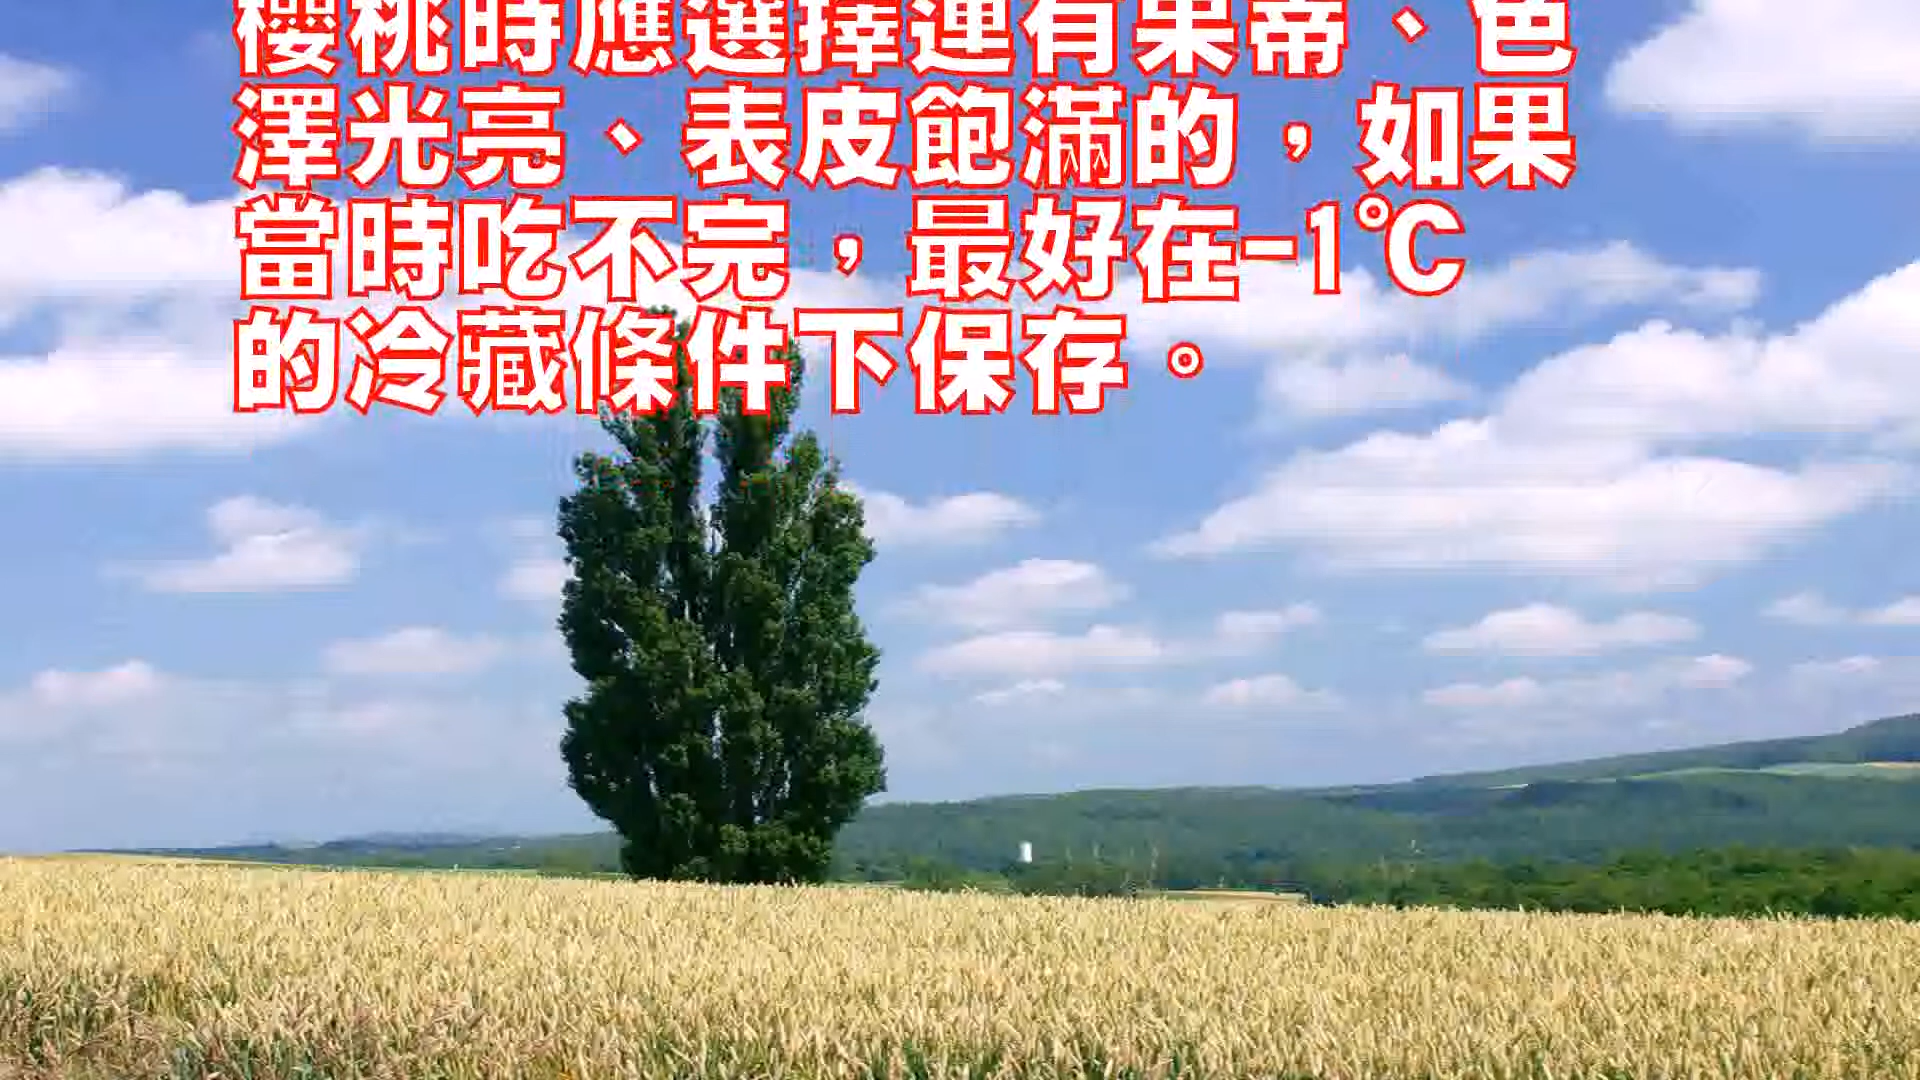 櫻桃時應選擇連有果蒂、色
澤光亮、表皮飽滿的，如果
當時吃不完，最好在-1℃
的冷藏條件下保存。